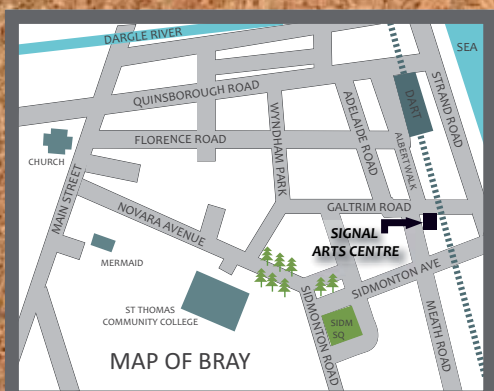 DARGLE RIVER
SEA
QUINSBOROUGH ROAD
DART
STRAND ROAD
WYNDHAM PARK
ADELAIDE ROAD
FLORENCE ROAD
ALBERT WALK
CHURCH
MAIN STREET
NOVARA AVENUE
GALTRIM ROAD
SIGNAL
ARTS CENTRE
MERMAID
SIDMONTON AVE
ST THOMAS
COMMUNITY COLLEGE
SIDMONTON ROAD
SIDM
SQ
MEATH ROAD
MAP OF BRAY